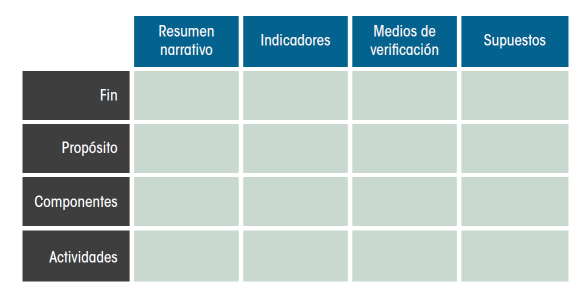 Resumen
narrativo
Indicadores
Medios de
verificación
Supuestos
Fin
Propósito
Componentes
Actividades